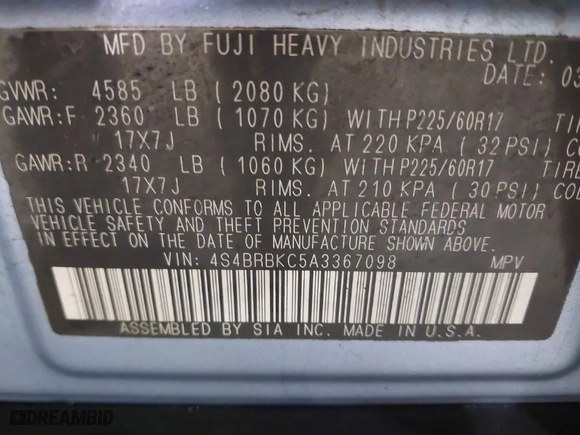 MFD BY FUJI HEAVY INDUSTRIES LTD.
DATE: 03
GVWR: 4585 LB ( 2080 KG)
GAWR:F 2360 LB ( 1070 KG) WITH P225/60R17
17X7J RIMS. AT 220 KPA ( 32 PSI)
GAWR:R 2340 LB ( 1060 KG) WITH P225/60R17 TIRE
17X7J RIMS. AT 210 KPA ( 30 PSI)
THIS VEHICLE CONFORMS TO ALL APPLICABLE FEDERAL MOTOR
VEHICLE SAFETY AND THEFT PREVENTION STANDARDS IN EFFECT
ON THE DATE OF MANUFACTURE SHOWN ABOVE.
VIN: 4S4BRBKC5A3367098 MPV
ASSEMBLED BY SIA INC. MADE IN U.S.A.
DREAMBID